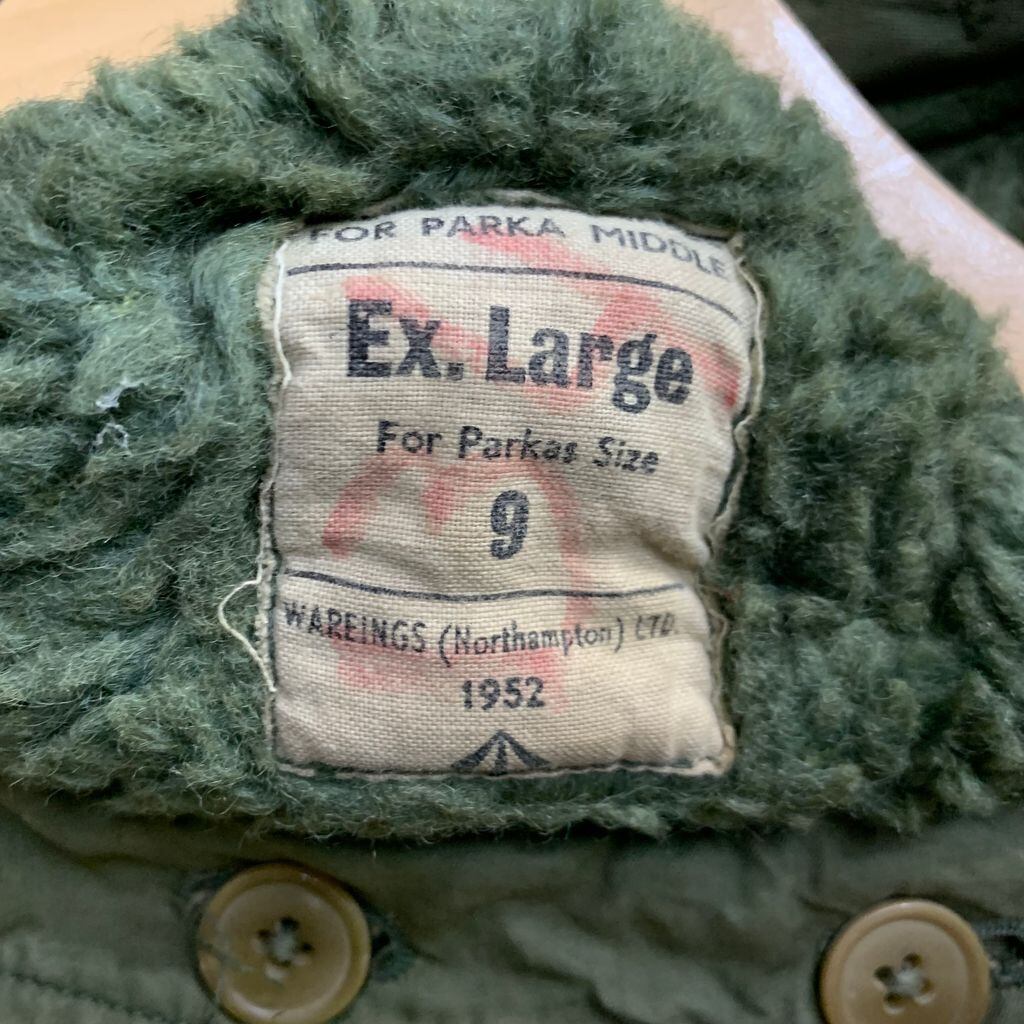 FOR PARKA MIDDLE
Ex. Large
For Parkas Size
9
WAREINGS (Northampton) LTD.
1952